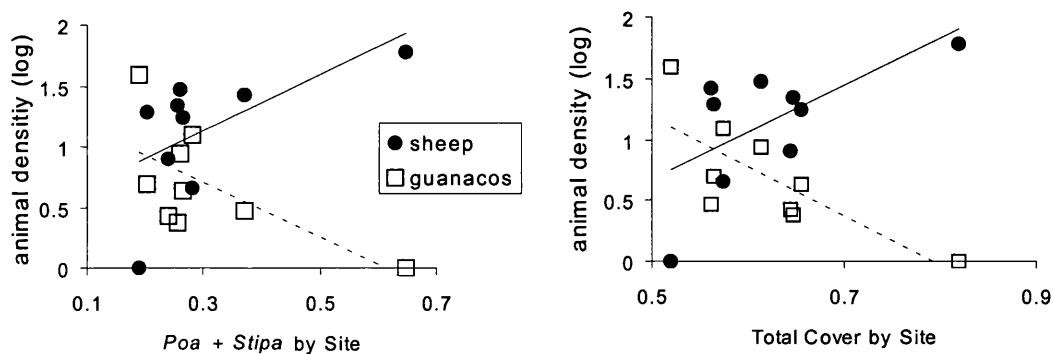 animal densitiy (log)
2
1.5
1
0.5
0
0.1
0.3
0.5
0.7
Poa + Stipa by Site
sheep
guanacos
animal density (log)
2
1.5
1
0.5
0
0.5
0.7
0.9
Total Cover by Site